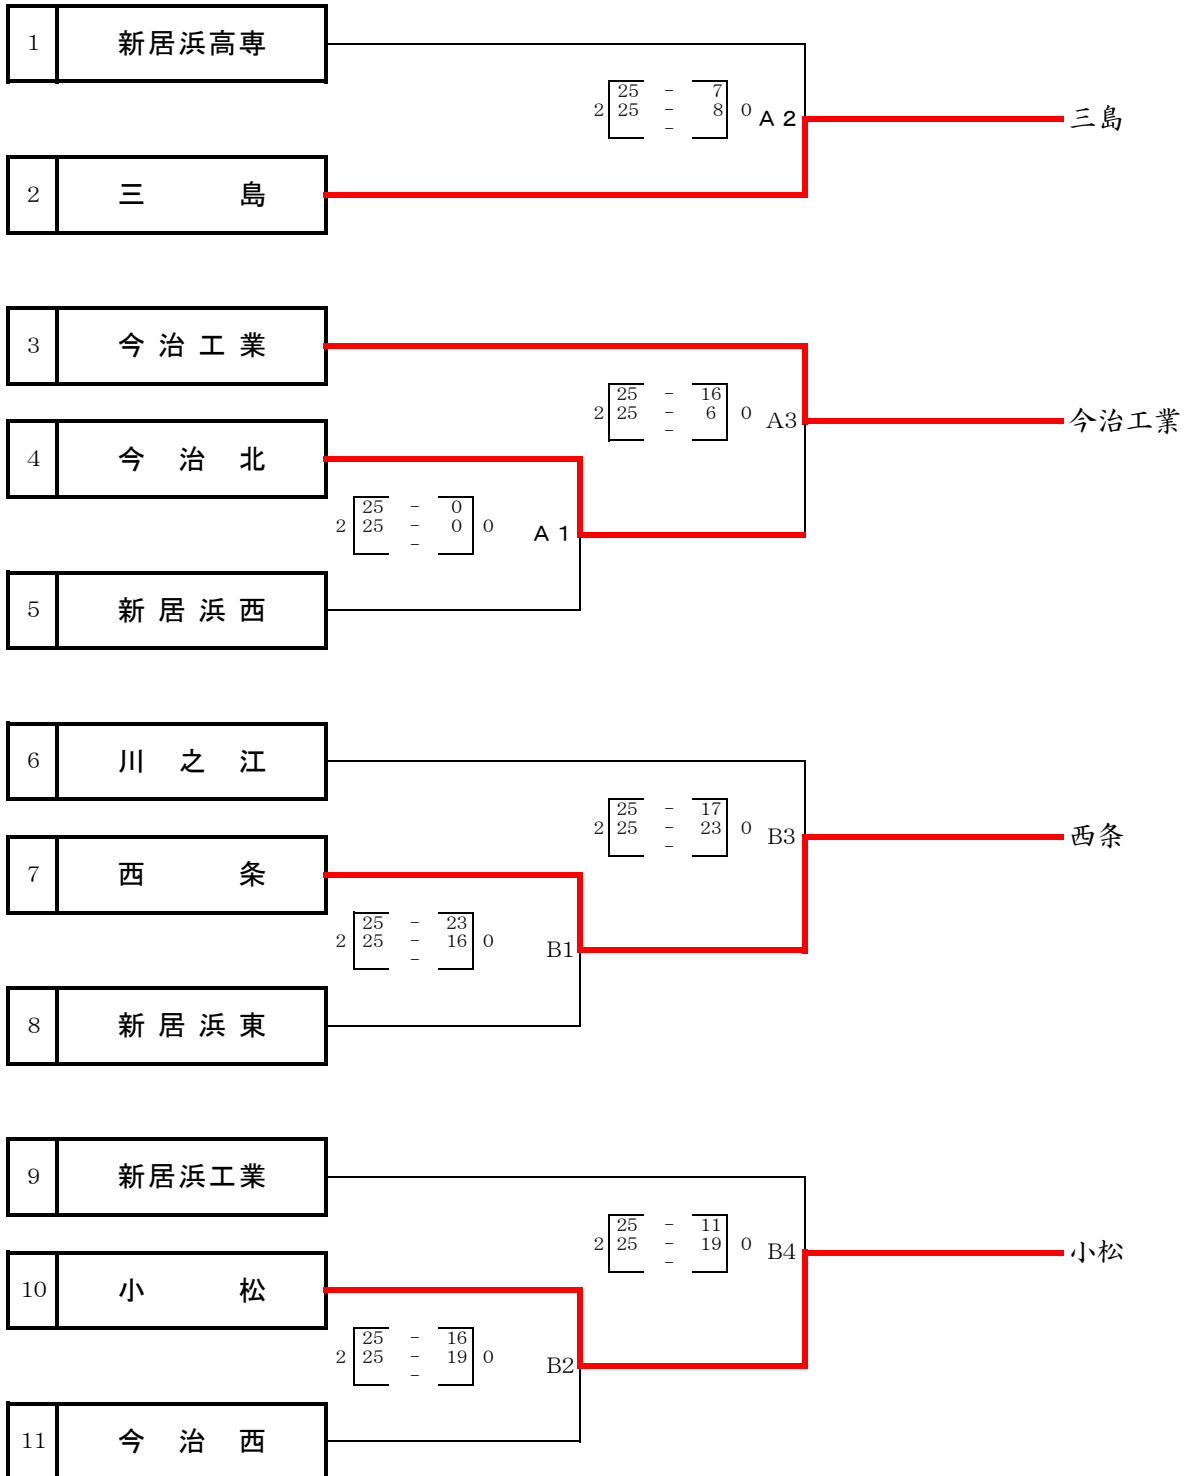 1 新居浜高専
25 - 7
2 25 - 8 0 A 2
-
三島
2 三 島
3 今 治 工 業
25 - 16
2 25 - 6 0 A3
-
今治工業
4 今 治 北
25 - 0
2 25 - 0 0 A 1
-
5 新 居 浜 西
6 川 之 江
25 - 17
2 25 - 23 0 B3
-
西条
7 西 条
25 - 23
2 25 - 16 0 B1
-
8 新 居 浜 東
9 新居浜工業
25 - 11
2 25 - 19 0 B4
-
小松
10 小 松
25 - 16
2 25 - 19 0 B2
-
11 今 治 西